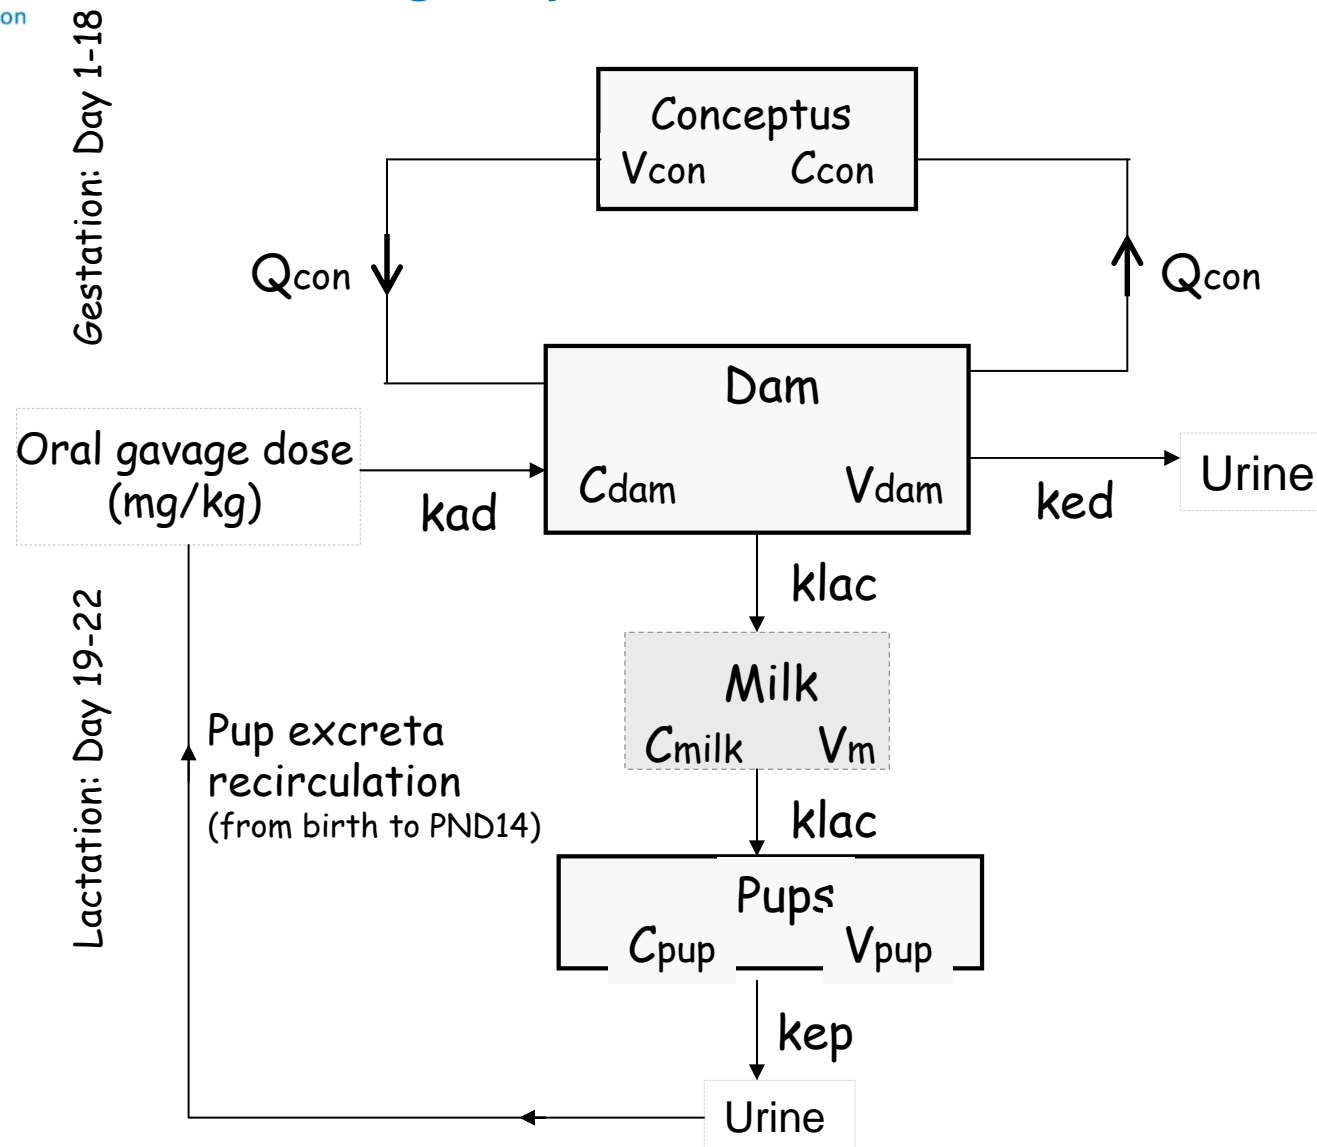 on
Gestation: Day 1-18
Conceptus
Vcon Ccon
Qcon
Qcon
Dam
Cdam Vdam
Oral gavage dose
(mg/kg)
kad
ked
Urine
klac
Lactation: Day 19-22
Milk
Cmilk Vm
Pup excreta
recirculation
(from birth to PND14)
klac
Pups
Cpup Vpup
kep
Urine